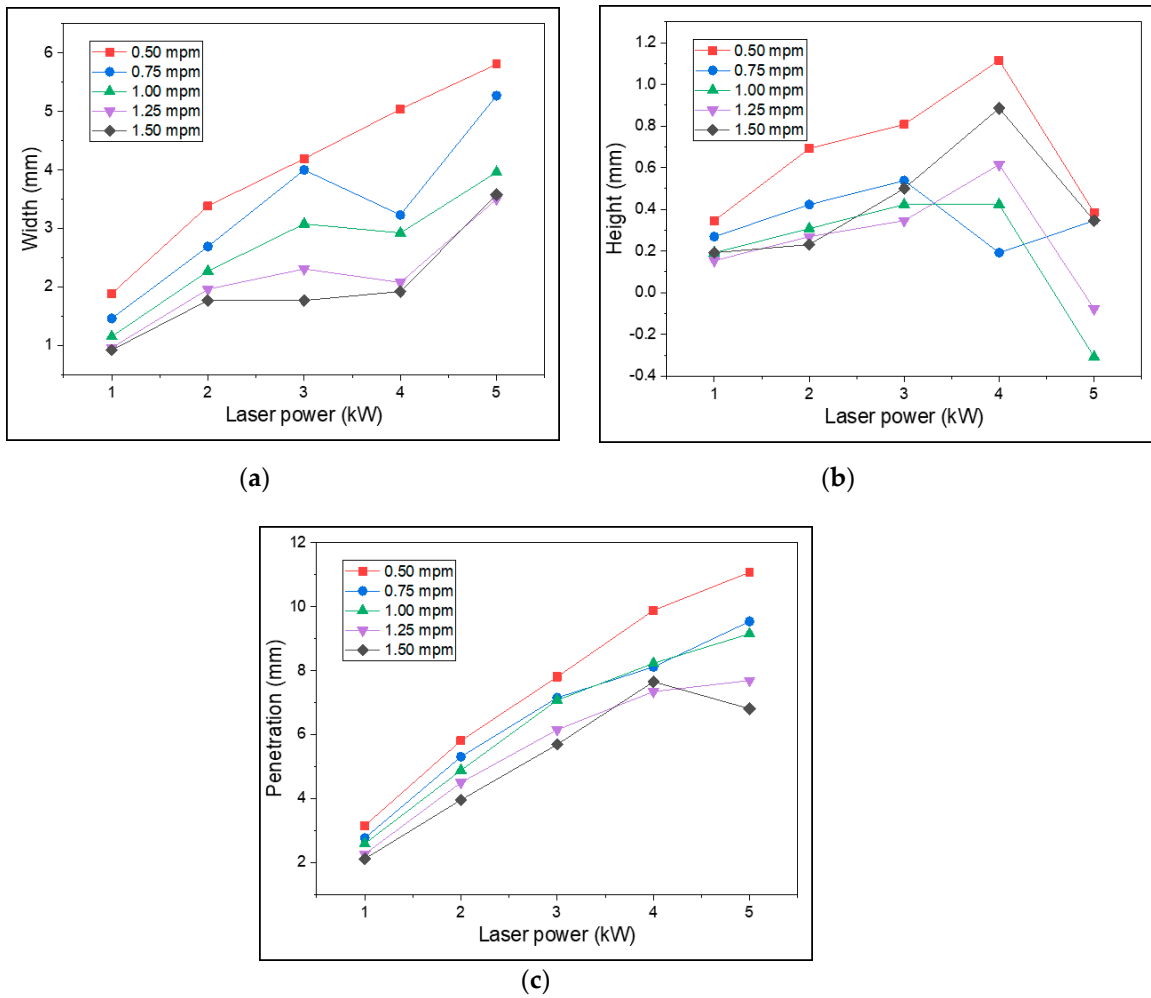 6
5
4
3
2
1
Width (mm)
0.50 mpm
0.75 mpm
1.00 mpm
1.25 mpm
1.50 mpm
1 2 3 4 5
Laser power (kW)
(a)
1.2
1.0
0.8
0.6
0.4
0.2
0.0
-0.2
-0.4
Height (mm)
0.50 mpm
0.75 mpm
1.00 mpm
1.25 mpm
1.50 mpm
1 2 3 4 5
Laser power (kW)
(b)
12
10
8
6
4
2
Penetration (mm)
0.50 mpm
0.75 mpm
1.00 mpm
1.25 mpm
1.50 mpm
1 2 3 4 5
Laser power (kW)
(c)